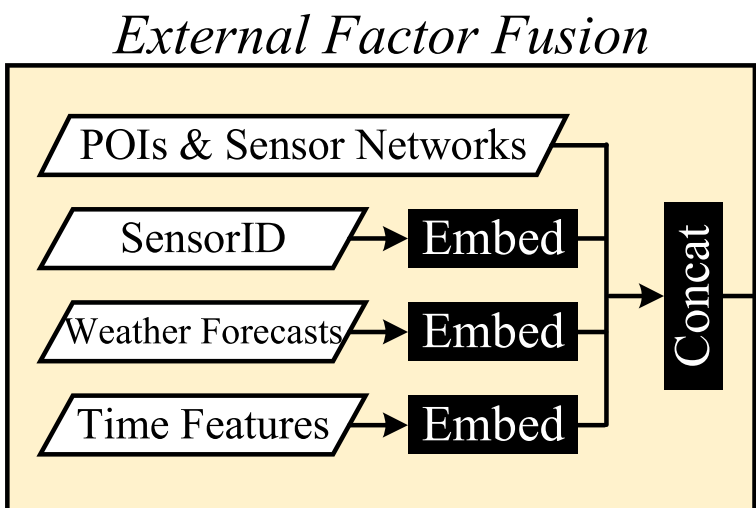 External Factor Fusion
POIs & Sensor Networks
SensorID
Embed
Weather Forecasts
Embed
Time Features
Embed
Concat